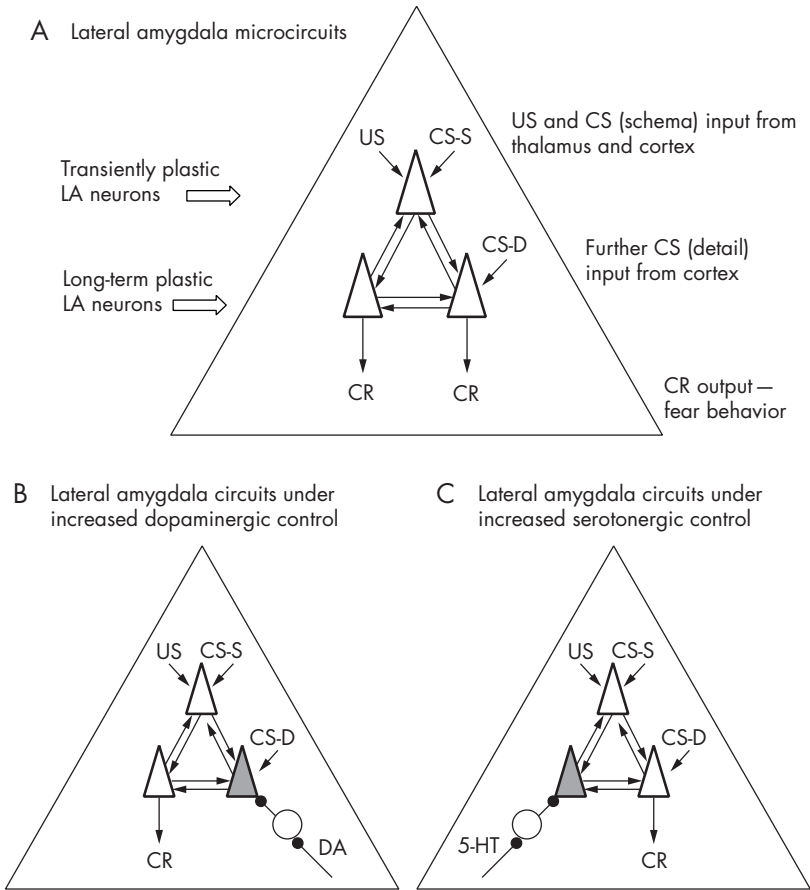 A Lateral amygdala microcircuits
US and CS (schema) input from
thalamus and cortex
US CS-S
Transiently plastic
LA neurons
CS-D
Further CS (detail)
input from cortex
Long-term plastic
LA neurons
CR CR
CR output—
fear behavior
B Lateral amygdala circuits under
increased dopaminergic control
US CS-S
CS-D
DA
CR
C Lateral amygdala circuits under
increased serotonergic control
US CS-S
CS-D
5-HT
CR